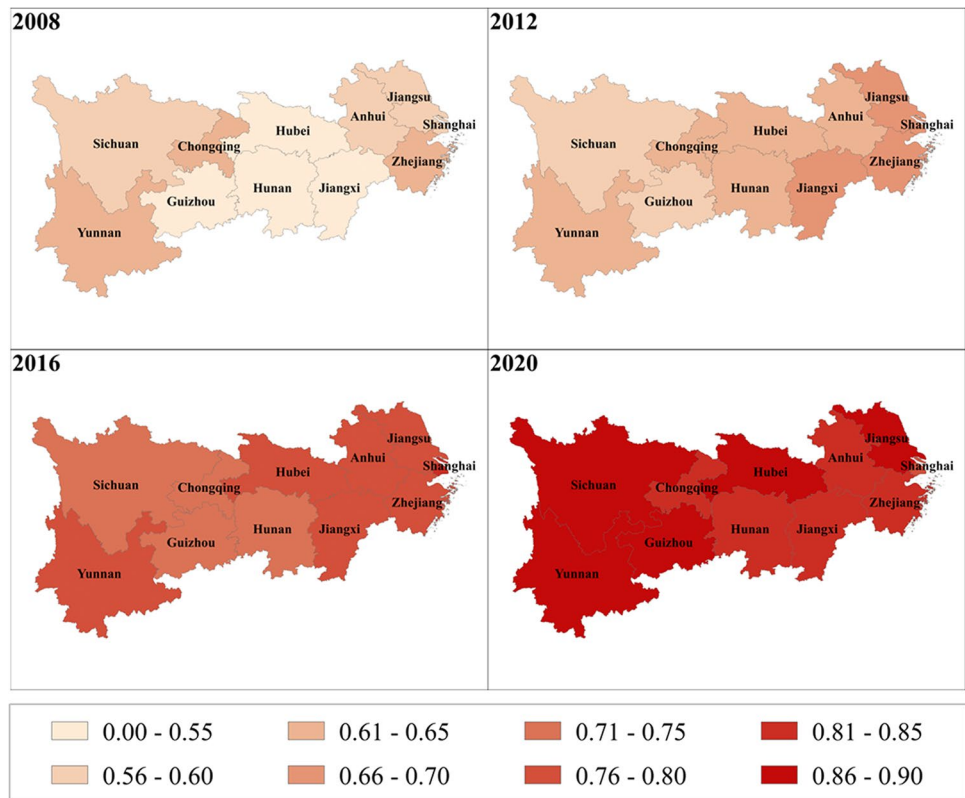 2008
Jiangsu
Anhui
Shanghai
Hubei
Sichuan
Chongqing
Zhejiang
Hunan
Jiangxi
Guizhou
Yunnan
2012
Jiangsu
Anhui
Shanghai
Hubei
Sichuan
Chongqing
Zhejiang
Hunan
Jiangxi
Guizhou
Yunnan
2016
Jiangsu
Anhui
Shanghai
Hubei
Sichuan
Chongqing
Zhejiang
Hunan
Jiangxi
Guizhou
Yunnan
2020
Jiangsu
Anhui
Shanghai
Hubei
Sichuan
Chongqing
Zhejiang
Hunan
Jiangxi
Guizhou
Yunnan
0.00 - 0.55
0.61 - 0.65
0.71 - 0.75
0.81 - 0.85
0.56 - 0.60
0.66 - 0.70
0.76 - 0.80
0.86 - 0.90